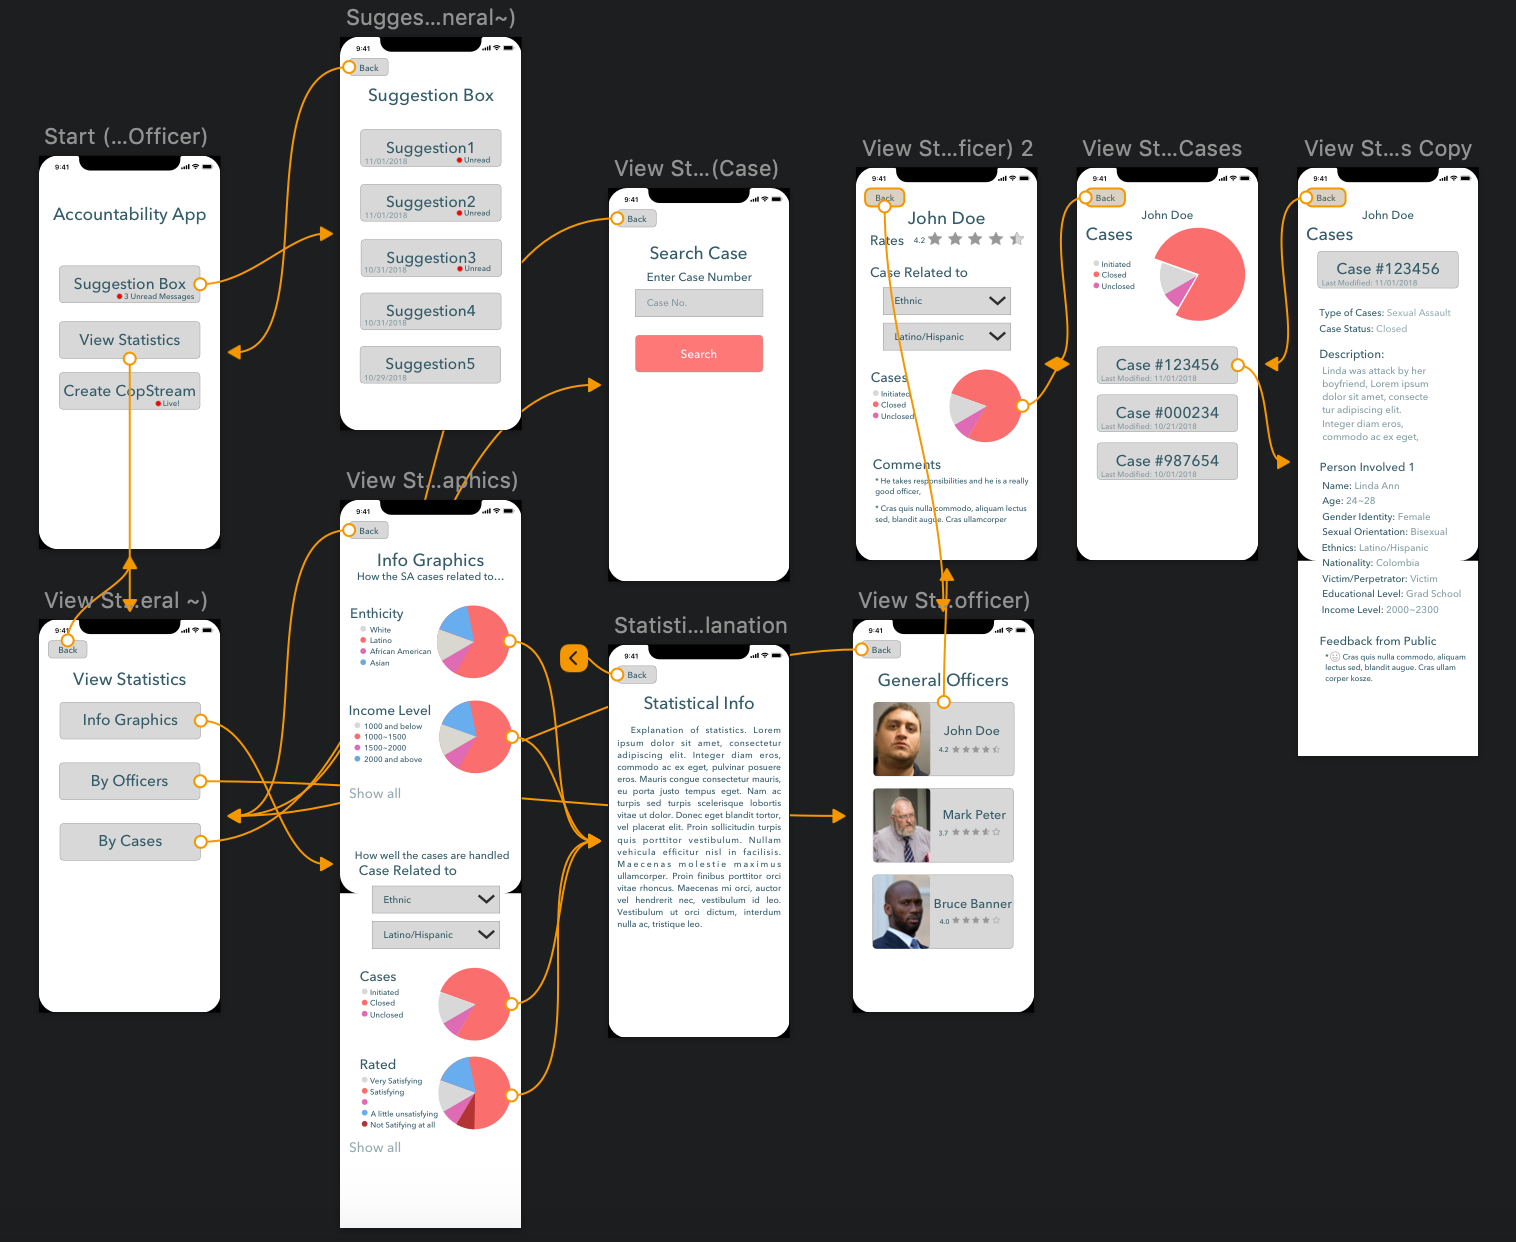 Sugges...neral~)
9:41
Back
Suggestion Box
Suggestion1
11/01/2018
Unread
Suggestion2
11/01/2018
Unread
Suggestion3
10/31/2018
Unread
Suggestion4
10/31/2018
Suggestion5
10/29/2018
Start (...Officer)
9:41
Accountability App
Suggestion Box
3 Unread Messages
View Statistics
Create CopStream
Live!
View St...eral ~)
9:41
Back
View Statistics
Info Graphics
By Officers
By Cases
View St...aphics)
9:41
Back
Info Graphics
How the SA cases related to...
Enthicity
White
Latino
African American
Asian
Income Level
1000 and below
1000~1500
1500~2000
2000 and above
Show all
How well the cases are handled
Case Related to
Ethnic
Latino/Hispanic
Cases
Initiated
Closed
Unclosed
Rated
Very Satisfying
Satisfying
A little unsatisfying
Not Satifying at all
Show all
View St...(Case)
9:41
Back
Search Case
Enter Case Number
Case No.
Search
Statisti...lanation
9:41
Back
Statistical Info
Explanation of statistics. Lorem
ipsum dolor sit amet, consectetur
adipiscing elit. Integer diam eros,
commodo ac ex eget, pulvinar posuere
eros. Mauris congue consectetur mauris,
eu porta justo tempus eget. Nam ac
turpis sed turpis scelerisque lobortis
vitae ut dolor. Donec eget blandit tortor,
vel placerat elit. Proin sollicitudin turpis
quis porttitor vestibulum. Nullam
vehicula efficitur nisl in facilisis.
Maecenas molestie maximus
ullamcorper. Proin finibus porttitor orci
vitae rhoncus. Maecenas mi orci, auctor
vel hendrerit nec, vestibulum id leo.
Vestibulum ut orci dictum, interdum
nulla ac, tristique leo.
View St...ficer) 2
9:41
Back
John Doe
Rates 4.2
Case Related to
Ethnic
Latino/Hispanic
Cases
Initiated
Closed
Unclosed
Comments
* He takes responsibilities and he is a really
good officer,
* Cras quis nulla commodo, aliquam lectus
sed, blandit augue. Cras ullamcorper
View St...officer)
9:41
Back
General Officers
John Doe
4.2
Mark Peter
3.7
Bruce Banner
4.0
View St...Cases
9:41
Back
John Doe
Cases
Initiated
Closed
Unclosed
Case #123456
Last Modified: 11/01/2018
Case #000234
Last Modified: 10/21/2018
Case #987654
Last Modified: 10/01/2018
View St...s Copy
9:41
Back
John Doe
Cases
Case #123456
Last Modified: 11/01/2018
Type of Cases: Sexual Assault
Case Status: Closed
Description:
Linda was attack by her
boyfriend, Lorem ipsum
dolor sit amet, consecte
tur adipiscing elit.
Integer diam eros,
commodo ac ex eget,
Person Involved 1
Name: Linda Ann
Age: 24~28
Gender Identity: Female
Sexual Orientation: Bisexual
Ethnics: Latino/Hispanic
Nationality: Colombia
Victim/Perpetrator: Victim
Educational Level: Grad School
Income Level: 2000~2300
Feedback from Public
* Cras quis nulla commodo, aliquam
lectus sed, blandit augue. Cras ullam
corper kosze.